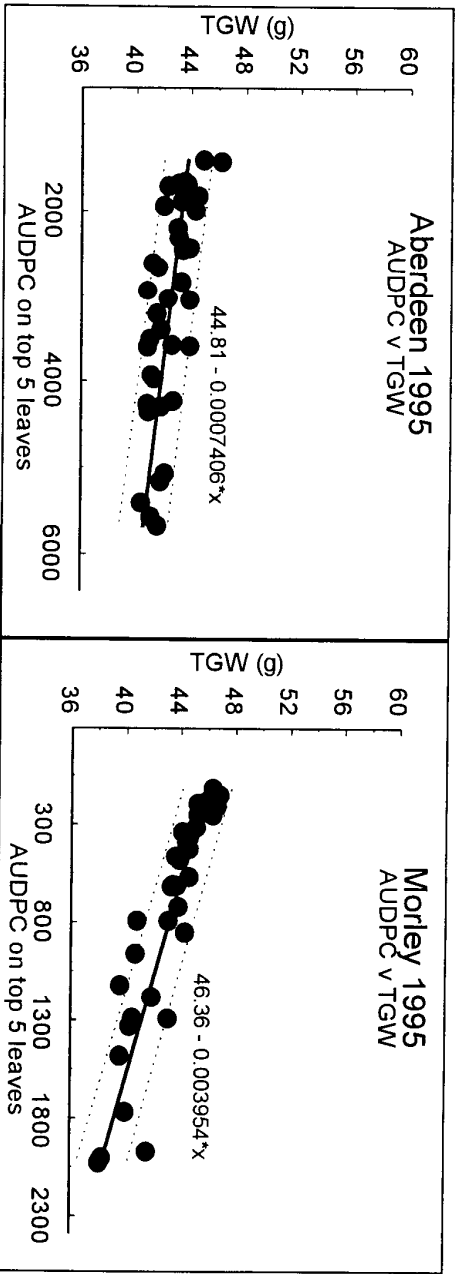 Aberdeen 1995
AUDPC v TGW
TGW (g)
60
56
52
48
44
40
36
44.81 - 0.0007406*x
2000
4000
6000
AUDPC on top 5 leaves
Morley 1995
AUDPC v TGW
TGW (g)
60
56
52
48
44
40
36
46.36 - 0.003954*x
300
800
1300
1800
2300
AUDPC on top 5 leaves